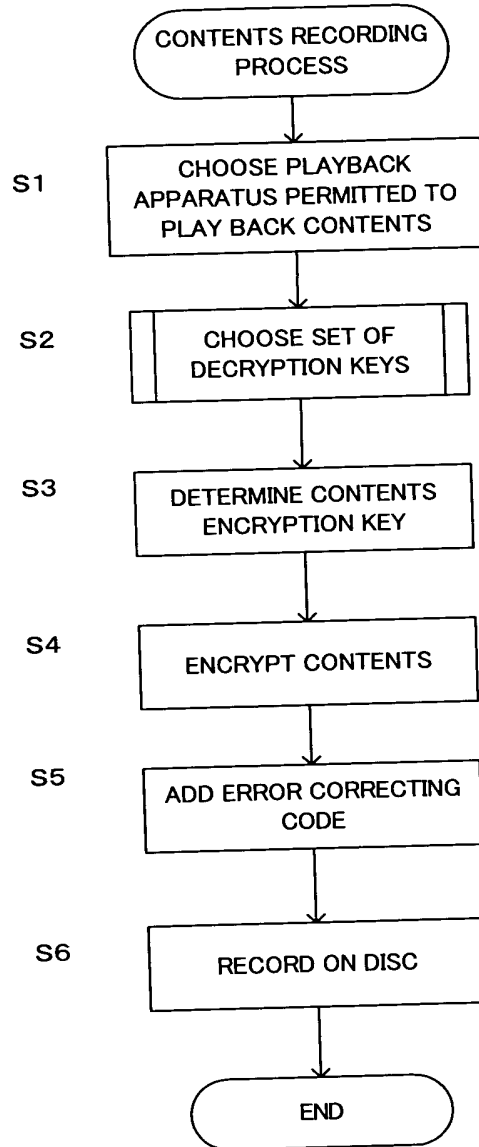 CONTENTS RECORDING
PROCESS
S1
CHOOSE PLAYBACK
APPARATUS PERMITTED TO
PLAY BACK CONTENTS
S2
CHOOSE SET OF
DECRYPTION KEYS
S3
DETERMINE CONTENTS
ENCRYPTION KEY
S4
ENCRYPT CONTENTS
S5
ADD ERROR CORRECTING
CODE
S6
RECORD ON DISC
END